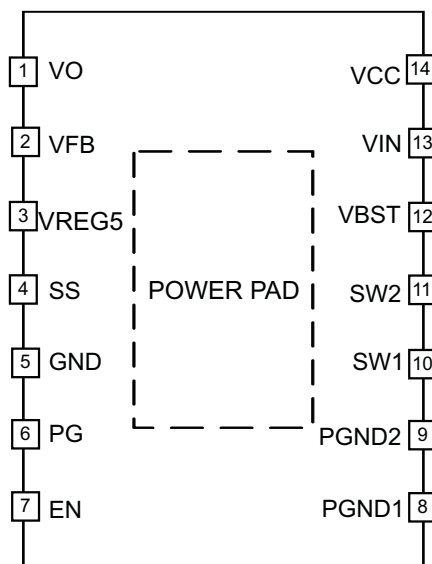 1 VO
VCC 14
2 VFB
VIN 13
3 VREG5
VBST 12
4 SS
POWER PAD
SW2 11
5 GND
SW1 10
6 PG
PGND2 9
7 EN
PGND1 8